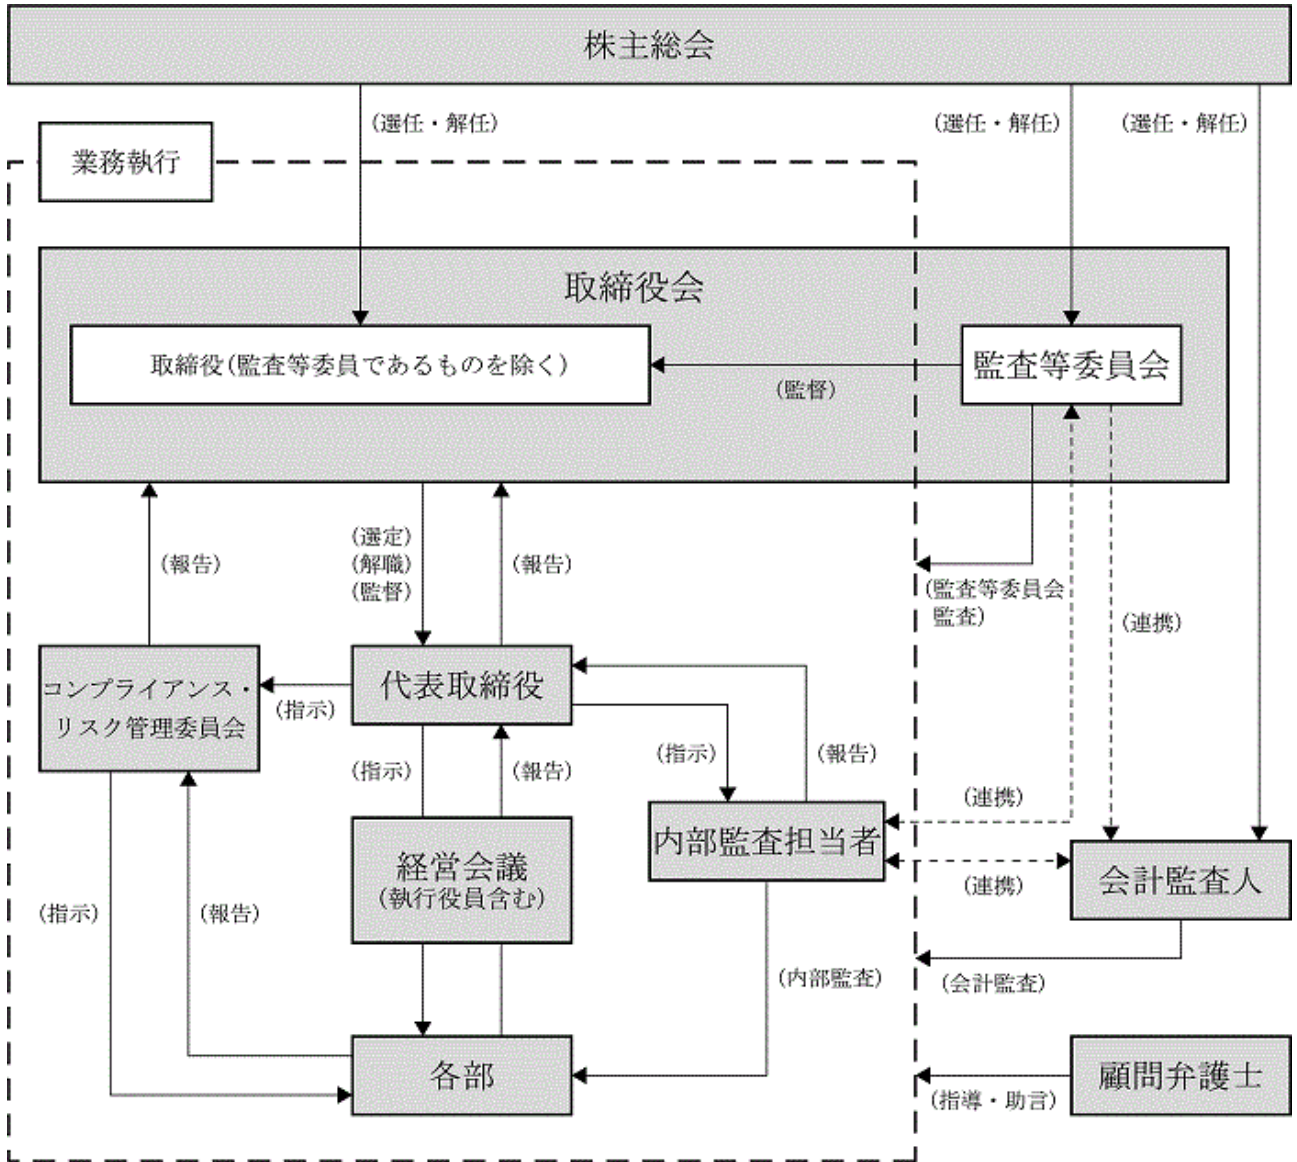 株主総会
(選任・解任)
(選任・解任)
(選任・解任)
業務執行
取締役会
取締役(監査等委員であるものを除く)
監査等委員会
(監督)
(報告)
(選定)
(解職)
(監督)
(報告)
(監査等委員会
監査)
(連携)
コンプライアンス・
リスク管理委員会
(指示)
代表取締役
(指示)
(報告)
(指示)
(報告)
(連携)
内部監査担当者
経営会議
(執行役員含む)
(連携)
会計監査人
(指示)
(報告)
(内部監査)
(会計監査)
各部
顧問弁護士
(指導・助言)